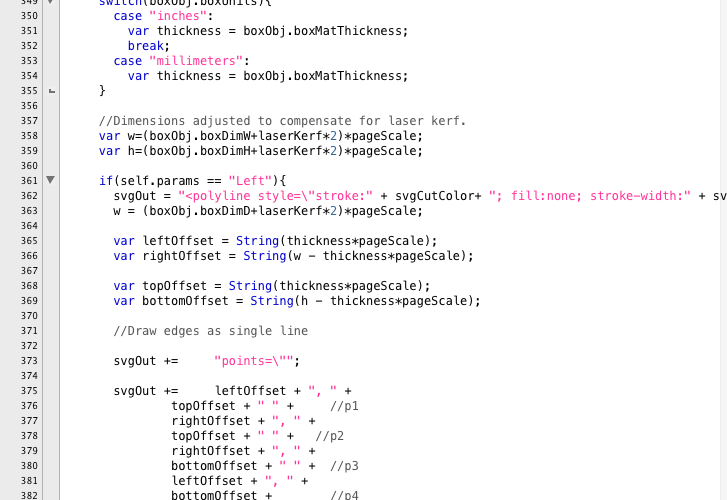 349 switch(boxObj.boxUnits){
350 case "inches":
351 var thickness = boxObj.boxMatThickness;
352 break;
353 case "millimeters":
354 var thickness = boxObj.boxMatThickness;
355 }
356
357 //Dimensions adjusted to compensate for laser kerf.
358 var w=(boxObj.boxDimW+laserKerf*2)*pageScale;
359 var h=(boxObj.boxDimH+laserKerf*2)*pageScale;
360
361 if(self.params == "Left"){
362 svgOut = "<polyline style=\"stroke:" + svgCutColor+ "; fill:none; stroke-width:" + sv
363 w = (boxObj.boxDimD+laserKerf*2)*pageScale;
364
365 var leftOffset = String(thickness*pageScale);
366 var rightOffset = String(w - thickness*pageScale);
367
368 var topOffset = String(thickness*pageScale);
369 var bottomOffset = String(h - thickness*pageScale);
370
371 //Draw edges as single line
372
373 svgOut += "points=\"";
374
375 svgOut += leftOffset + ", " +
376 topOffset + " " + //p1
377 rightOffset + ", " +
378 topOffset + " " + //p2
379 rightOffset + ", " +
380 bottomOffset + " " + //p3
381 leftOffset + ", " +
382 bottomOffset + //p4